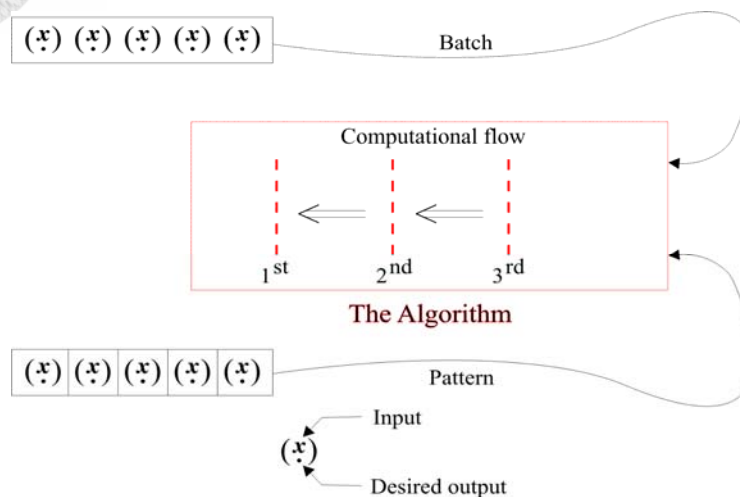 (x.) (x.) (x.) (x.) (x.)
Batch
Computational flow
1st 2nd 3rd
The Algorithm
(x.) (x.) (x.) (x.) (x.)
Pattern
Input
(x.)
Desired output